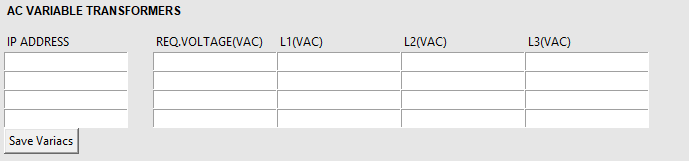 AC VARIABLE TRANSFORMERS
IP ADDRESS REQ.VOLTAGE(VAC) L1(VAC) L2(VAC) L3(VAC)
Save Variacs